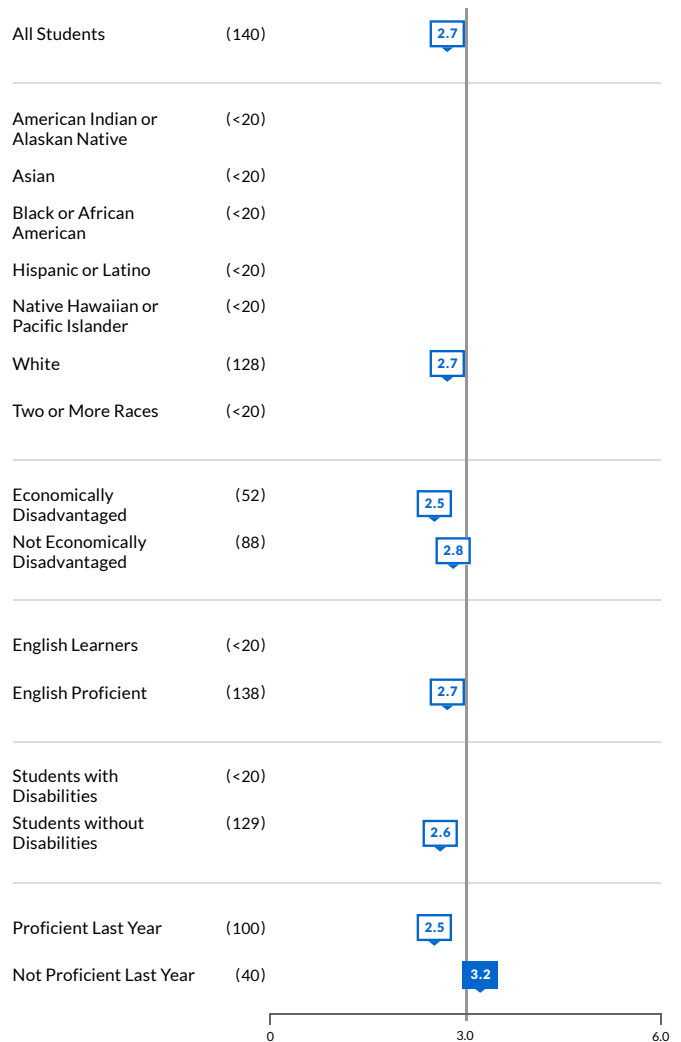 All Students (140) 2.7
American Indian or (<20)
Alaskan Native
Asian (<20)
Black or African (<20)
American
Hispanic or Latino (<20)
Native Hawaiian or (<20)
Pacific Islander
White (128) 2.7
Two or More Races (<20)
Economically (52) 2.5
Disadvantaged
Not Economically (88) 2.8
Disadvantaged
English Learners (<20)
English Proficient (138) 2.7
Students with (<20)
Disabilities
Students without (129) 2.6
Disabilities
Proficient Last Year (100) 2.5
Not Proficient Last Year (40) 3.2
0 3.0 6.0